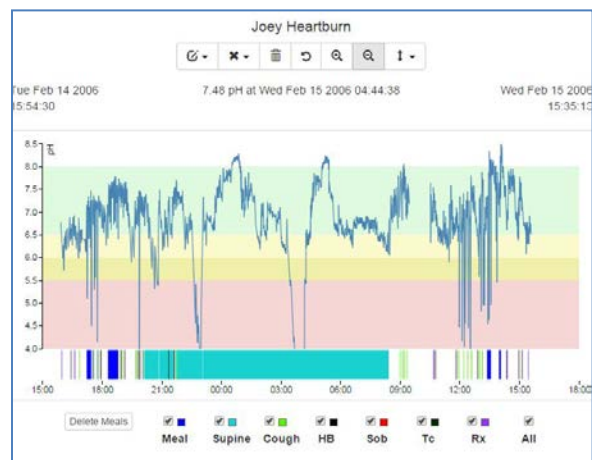 Joey Heartburn
Tue Feb 14 2006
15:54:30
7.48 pH at Wed Feb 15 2006 04:44:38
Wed Feb 15 2006
15:35:13
pH
8.5
8.0
7.5
7.0
6.5
6.0
5.5
5.0
4.5
4.0
15:00 18:00 21:00 00:00 03:00 06:00 09:00 12:00 15:00 18:00
Delete Meals
Meal Supine Cough HB Sob Tc Rx All